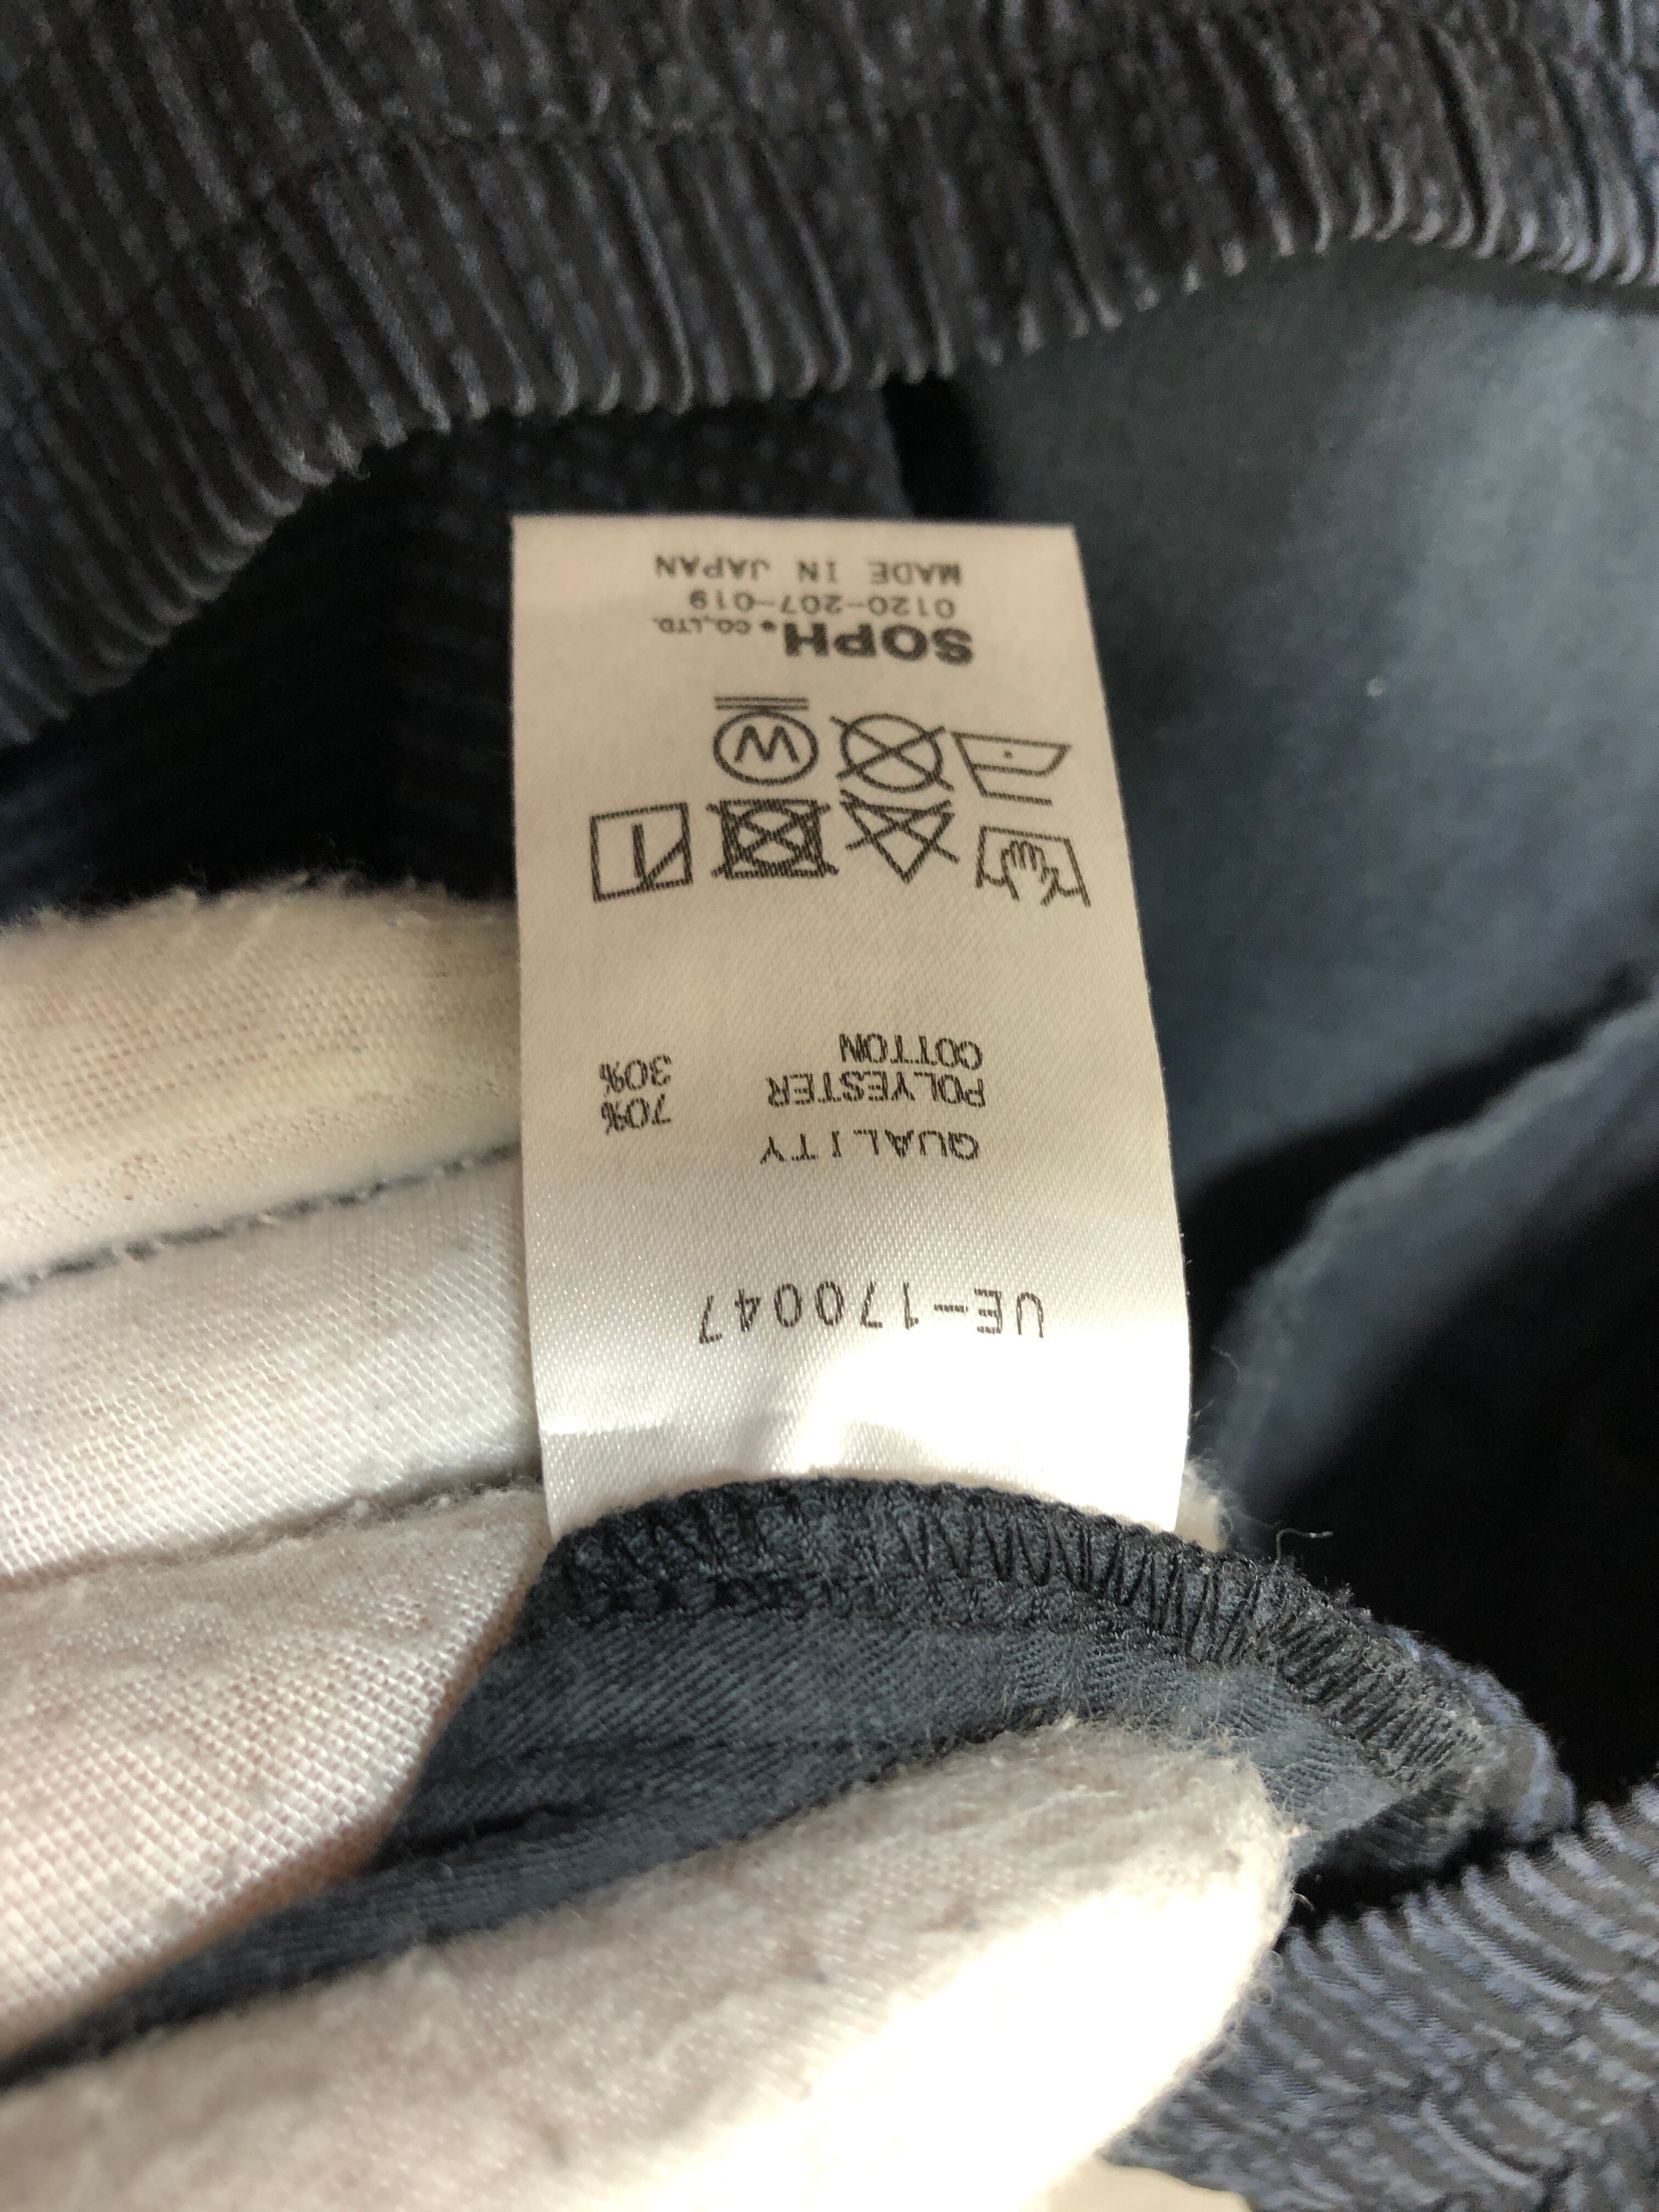 UE-170047
QUALITY
POLYESTER 70%
COTTON 30%
W
SOPH.CO.,LTD.
0120-207-019
MADE IN JAPAN